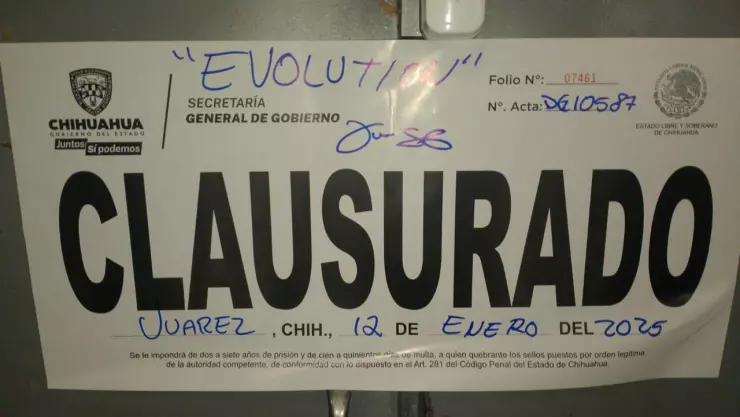 "EVOLUTION"
CHIHUAHUA
GOBIERNO DEL ESTADO
Juntos Sí podemos
SECRETARÍA
GENERAL DE GOBIERNO
Folio N°: 07461
N°. Acta: DG10587
ESTADO LIBRE Y SOBERANO
DE CHIHUAHUA
CLAUSURADO
JUAREZ, CHIH., 12 DE ENERO DEL 2025
Se le impondrá de dos a siete años de prisión y de cien a quinientos días de multa, a quien quebrante los sellos puestos por orden legítima
de la autoridad competente, de conformidad con lo dispuesto en el Art. 281 del Código Penal del Estado de Chihuahua.